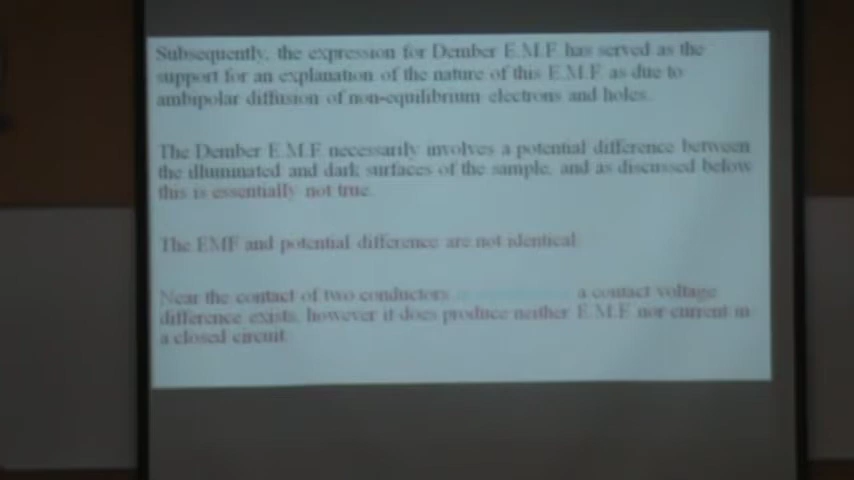 Subsequently, the expression for Dember E.M.F. has served as the
support for an explanation of the nature of this E.M.F. as due to
ambipolar diffusion of non-equilibrium electrons and holes.
The Dember E.M.F. necessarily involves a potential difference between
the illuminated and dark surfaces of the sample, and as discussed below
this is essentially not true.
The EMF and potential difference are not identical.
Near the contact of two conductors a contact voltage
difference exists, however it does produce neither E.M.F. nor current in
a closed circuit.